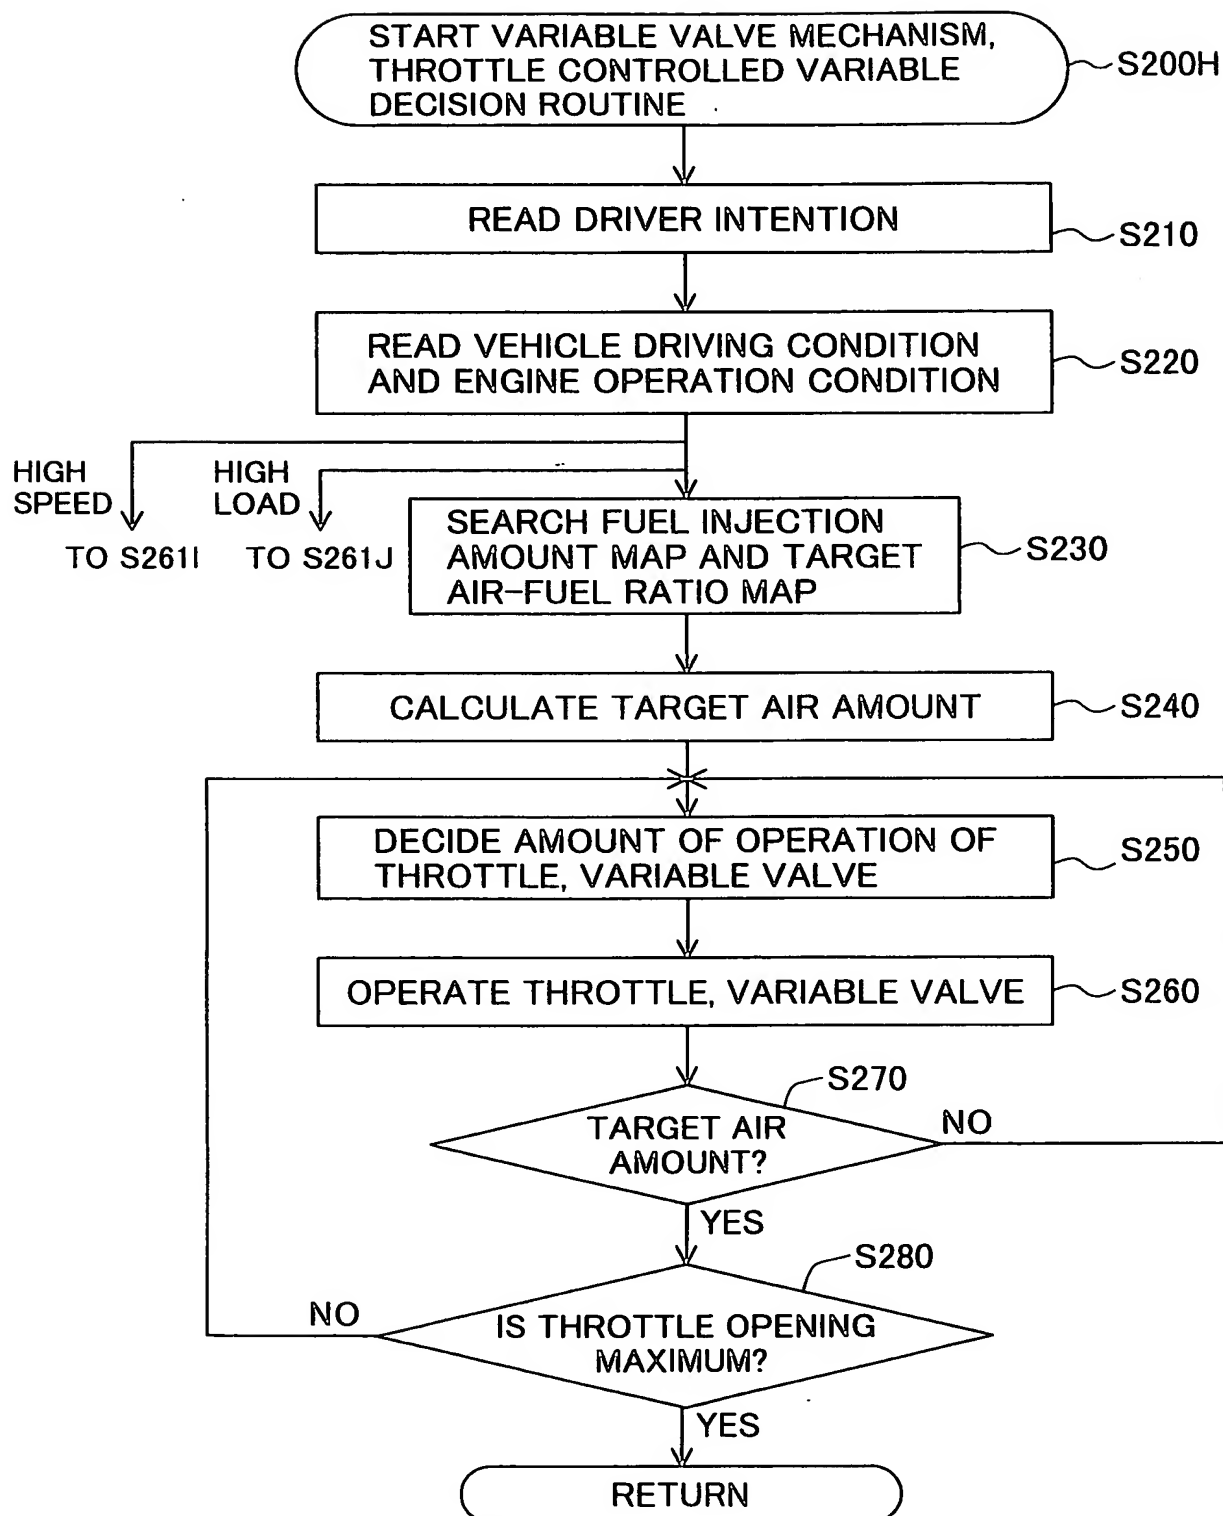 START VARIABLE VALVE MECHANISM,
THROTTLE CONTROLLED VARIABLE
DECISION ROUTINE
S200H
READ DRIVER INTENTION
S210
READ VEHICLE DRIVING CONDITION
AND ENGINE OPERATION CONDITION
S220
HIGH
SPEED
HIGH
LOAD
TO S261I
TO S261J
SEARCH FUEL INJECTION
AMOUNT MAP AND TARGET
AIR-FUEL RATIO MAP
S230
CALCULATE TARGET AIR AMOUNT
S240
DECIDE AMOUNT OF OPERATION OF
THROTTLE, VARIABLE VALVE
S250
OPERATE THROTTLE, VARIABLE VALVE
S260
S270
TARGET AIR
AMOUNT?
NO
YES
S280
NO
IS THROTTLE OPENING
MAXIMUM?
YES
RETURN